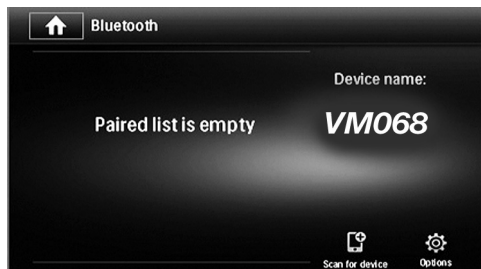 Bluetooth
Device name:
Paired list is empty
VM068
Scan for device
Options